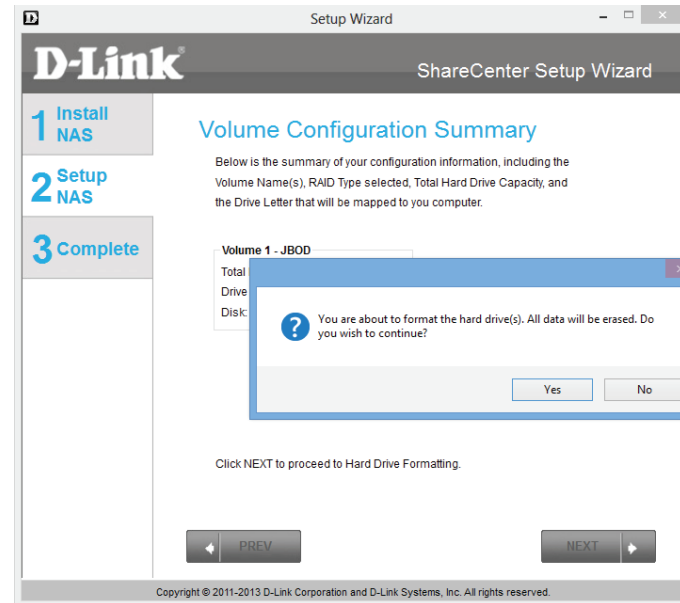 Setup Wizard
D-Link
ShareCenter Setup Wizard
1 Install
NAS
2 Setup
NAS
3 Complete
Volume Configuration Summary
Below is the summary of your configuration information, including the
Volume Name(s), RAID Type selected, Total Hard Drive Capacity, and
the Drive Letter that will be mapped to you computer.
Volume 1 - JBOD
Total
Drive
Disk:
You are about to format the hard drive(s). All data will be erased. Do
you wish to continue?
Yes
No
Click NEXT to proceed to Hard Drive Formatting.
PREV
NEXT
Copyright © 2011-2013 D-Link Corporation and D-Link Systems, Inc. All rights reserved.